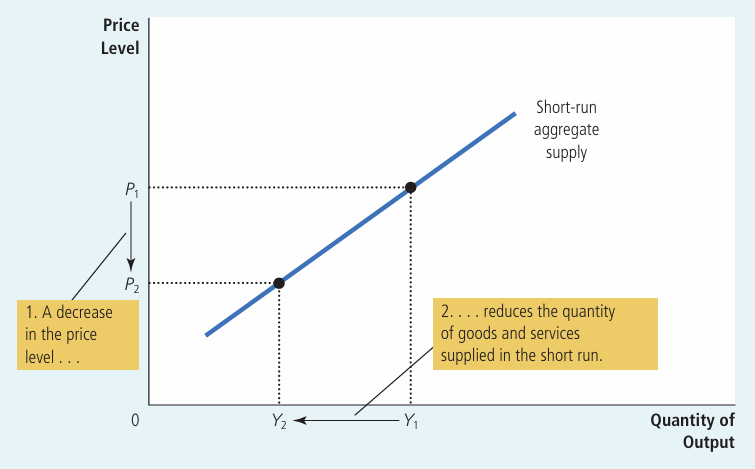 Price
Level
Short-run
aggregate
supply
P1
P2
1. A decrease
in the price
level . . .
2. . . . reduces the quantity
of goods and services
supplied in the short run.
0
Y2
Y1
Quantity of
Output